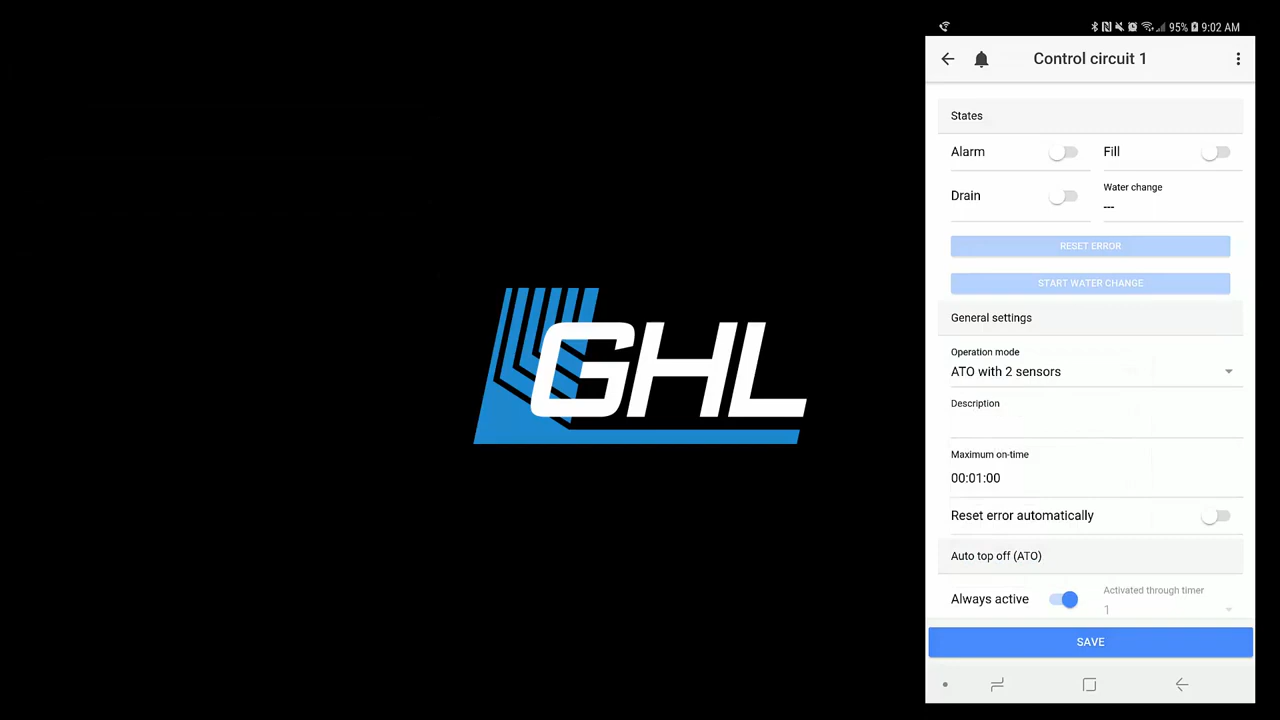 GHL
95% 9:02 AM
Control circuit 1
States
Alarm
Fill
Drain
Water change
---
RESET ERROR
START WATER CHANGE
General settings
Operation mode
ATO with 2 sensors
Description
Maximum on-time
00:01:00
Reset error automatically
Auto top off (ATO)
Always active
Activated through timer
1
SAVE